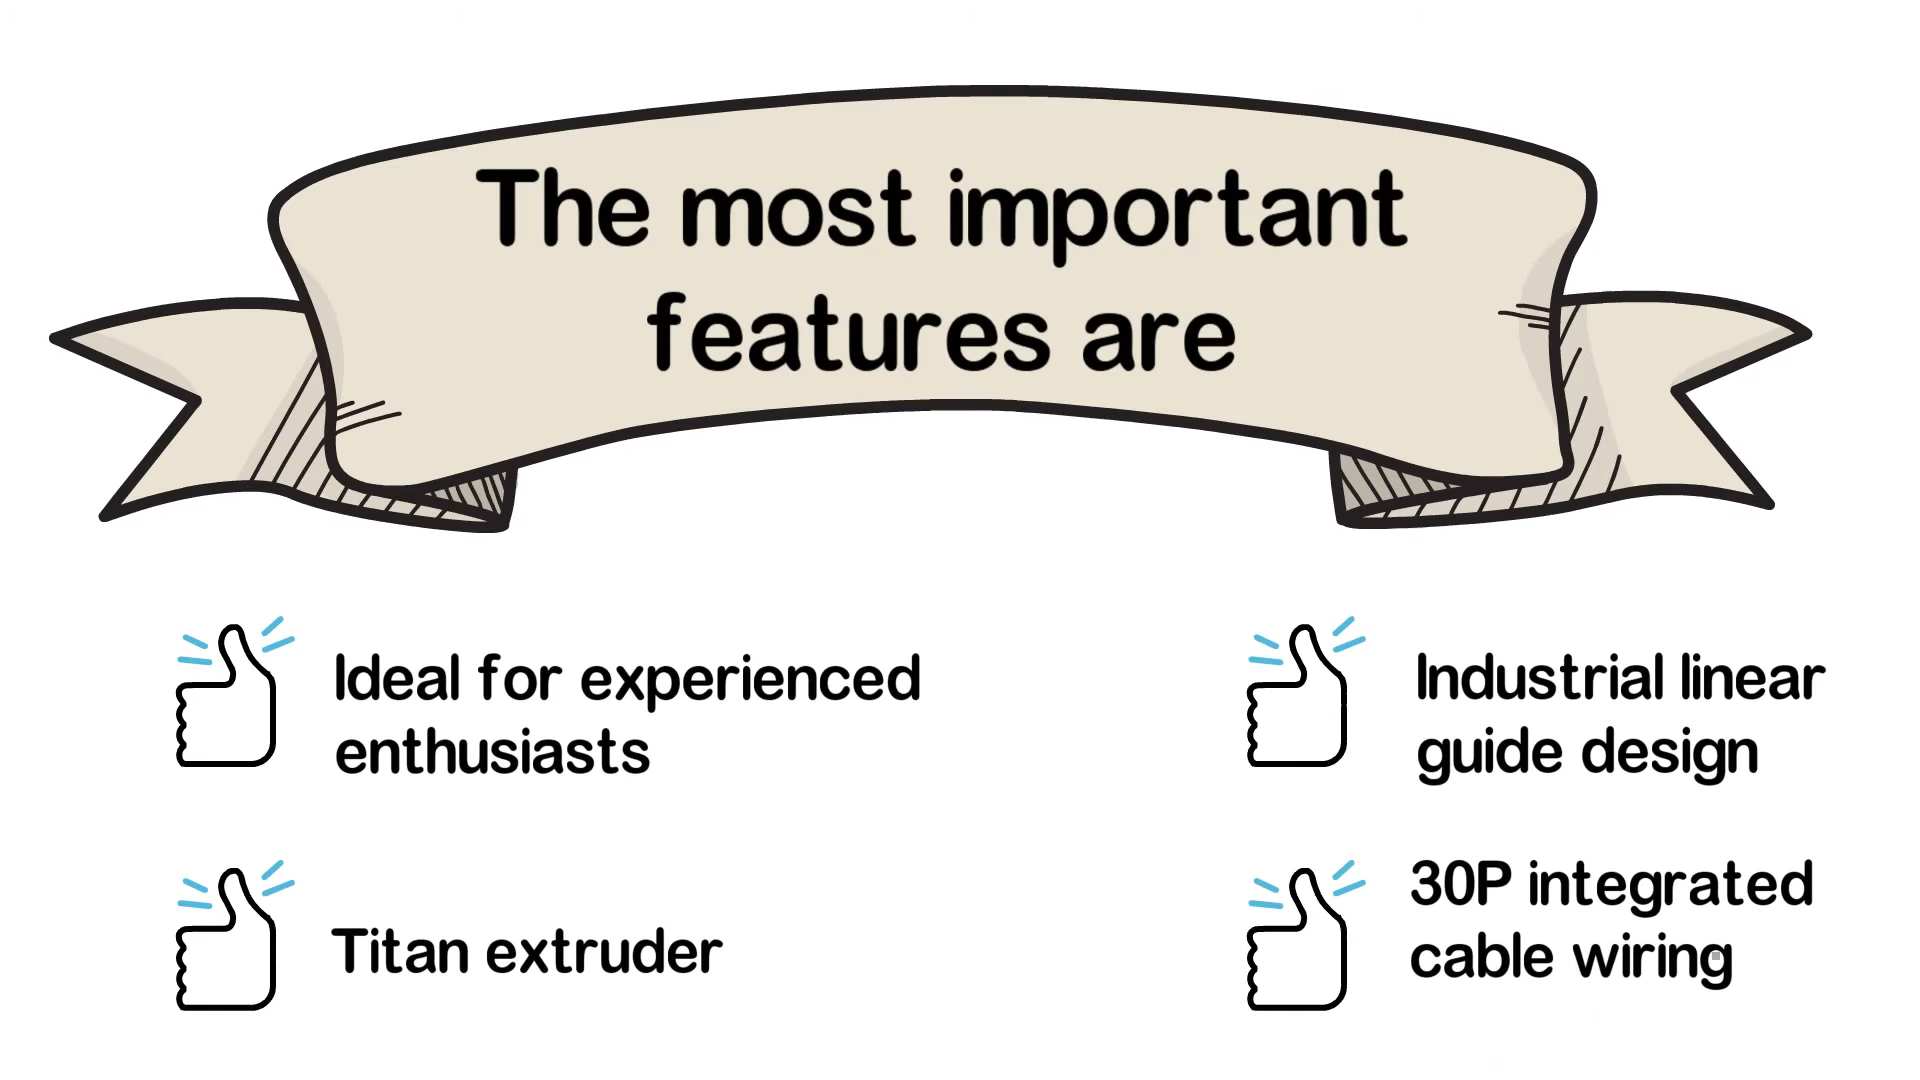 The most important
features are
Ideal for experienced
enthusiasts
Industrial linear
guide design
Titan extruder
30P integrated
cable wiring